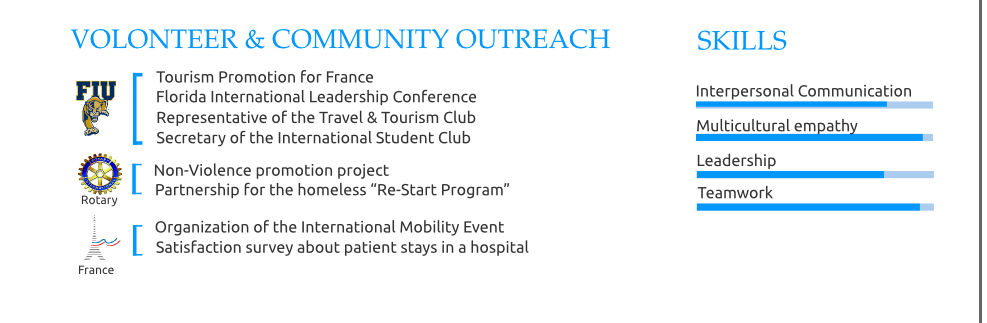 VOLONTEER & COMMUNITY OUTREACH
FIU
Tourism Promotion for France
Florida International Leadership Conference
Representative of the Travel & Tourism Club
Secretary of the International Student Club
Rotary
Non-Violence promotion project
Partnership for the homeless “Re-Start Program”
France
Organization of the International Mobility Event
Satisfaction survey about patient stays in a hospital
SKILLS
Interpersonal Communication
Multicultural empathy
Leadership
Teamwork